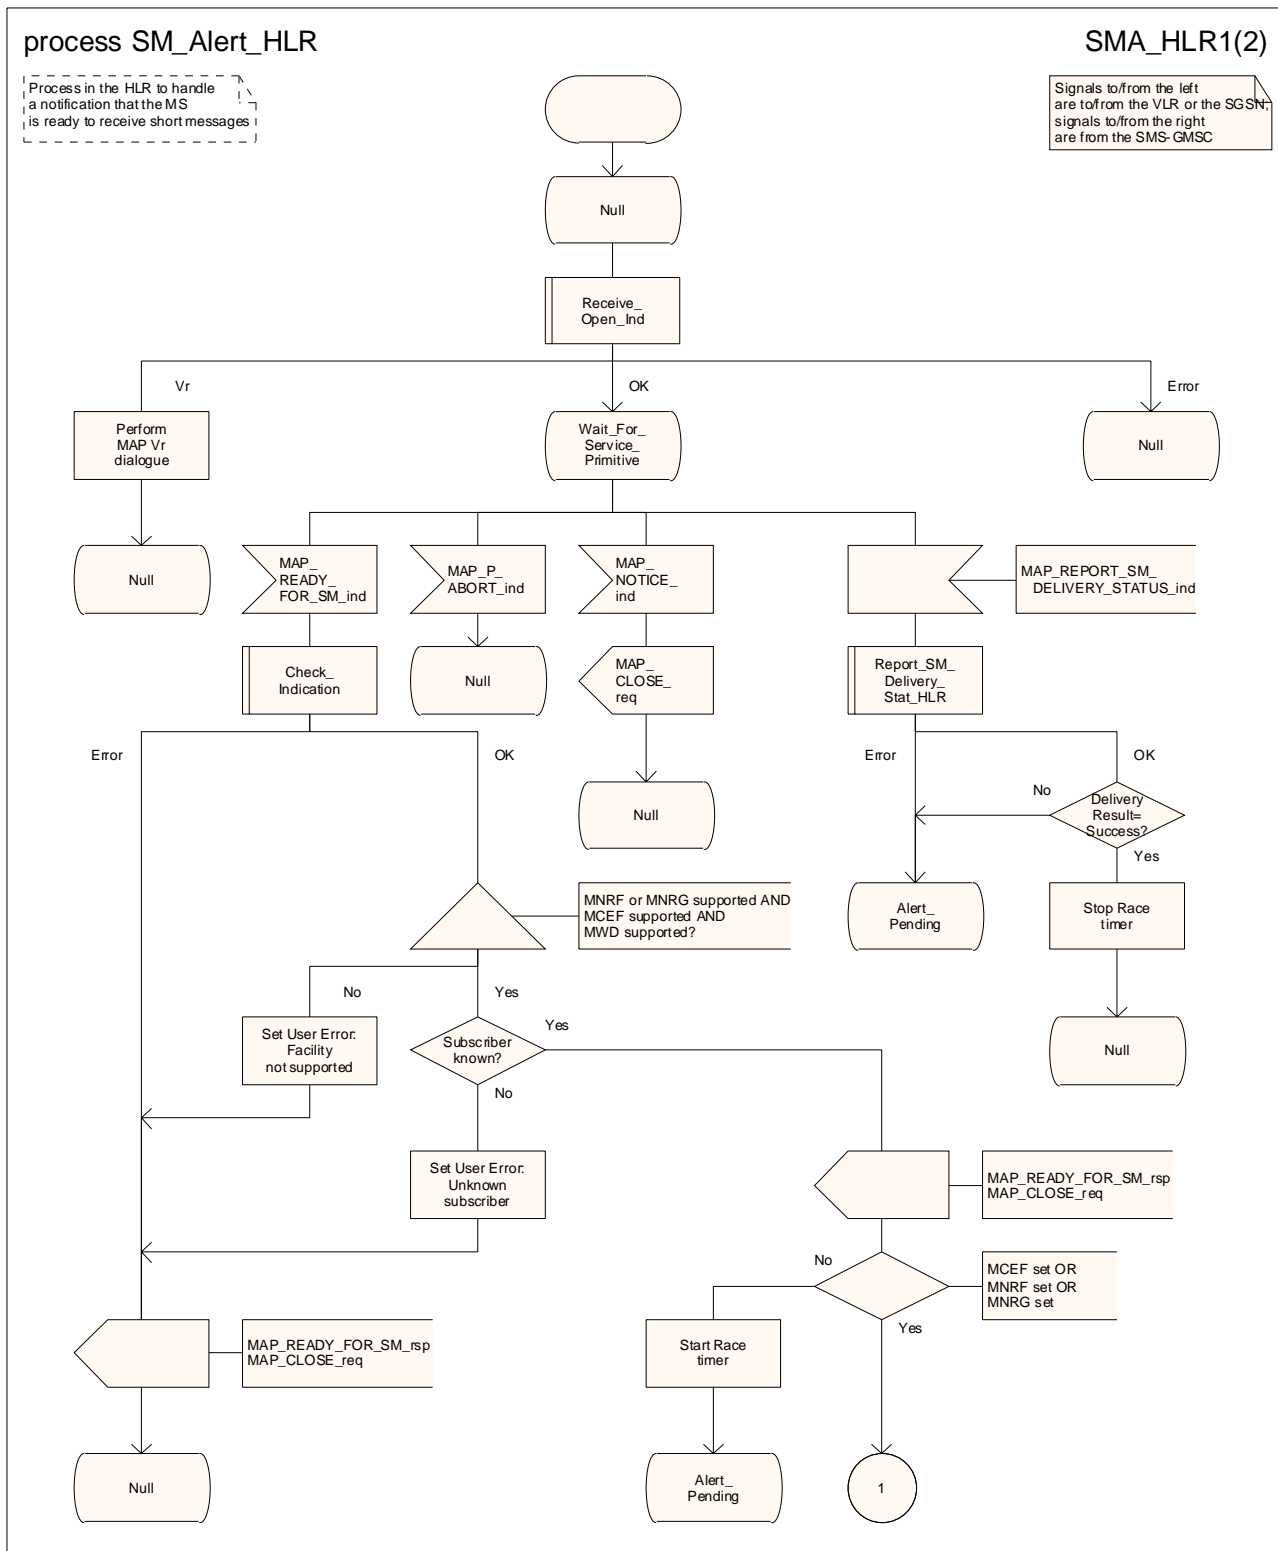 process SM_Alert_HLR
SMA_HLR1(2)
Process in the HLR to handle
a notification that the MS
is ready to receive short messages
Signals to/from the left
are to/from the VLR or the SGSN;
signals to/from the right
are from the SMS-GMSC
Null
Receive_
Open_Ind
Vr
OK
Error
Perform
MAP Vr
dialogue
Wait_For_
Service_
Primitive
Null
Null
MAP_
READY_
FOR_SM_ind
MAP_P_
ABORT_ind
MAP_
NOTICE_
ind
MAP_REPORT_SM_
DELIVERY_STATUS_ind
Check_
Indication
Null
MAP_
CLOSE_
req
Report_SM_
Delivery_
Stat_HLR
Error
OK
Error
OK
Null
No
Delivery
Result=
Success?
Yes
MNRF or MNRG supported AND
MCEF supported AND
MWD supported?
Alert_
Pending
Stop Race
timer
No
Yes
Set User Error:
Facility
not supported
Subscriber
known?
Yes
No
Null
Set User Error:
Unknown
subscriber
MAP_READY_FOR_SM_rsp
MAP_CLOSE_req
No
MCEF set OR
MNRF set OR
MNRG set
Yes
MAP_READY_FOR_SM_rsp
MAP_CLOSE_req
Start Race
timer
Null
Alert_
Pending
1